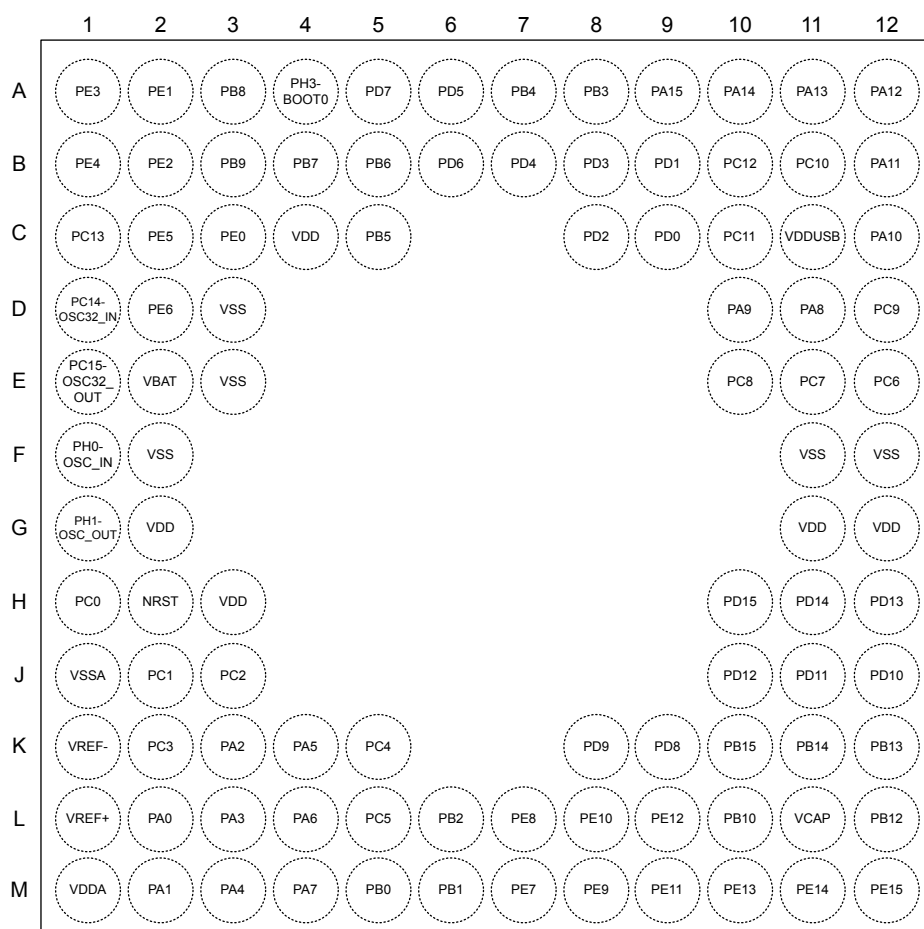 1 2 3 4 5 6 7 8 9 10 11 12
A PE3 PE1 PB8 PH3-BOOT0 PD7 PD5 PB4 PB3 PA15 PA14 PA13 PA12
B PE4 PE2 PB9 PB7 PB6 PD6 PD4 PD3 PD1 PC12 PC10 PA11
C PC13 PE5 PE0 VDD PB5 PD2 PD0 PC11 VDDUSB PA10
D PC14-OSC32_IN PE6 VSS PA9 PA8 PC9
E PC15-OSC32_OUT VBAT VSS PC8 PC7 PC6
F PH0-OSC_IN VSS VSS VSS
G PH1-OSC_OUT VDD VDD VDD
H PC0 NRST VDD PD15 PD14 PD13
J VSSA PC1 PC2 PD12 PD11 PD10
K VREF- PC3 PA2 PA5 PC4 PD9 PD8 PB15 PB14 PB13
L VREF+ PA0 PA3 PA6 PC5 PB2 PE8 PE10 PE12 PB10 VCAP PB12
M VDDA PA1 PA4 PA7 PB0 PB1 PE7 PE9 PE11 PE13 PE14 PE15